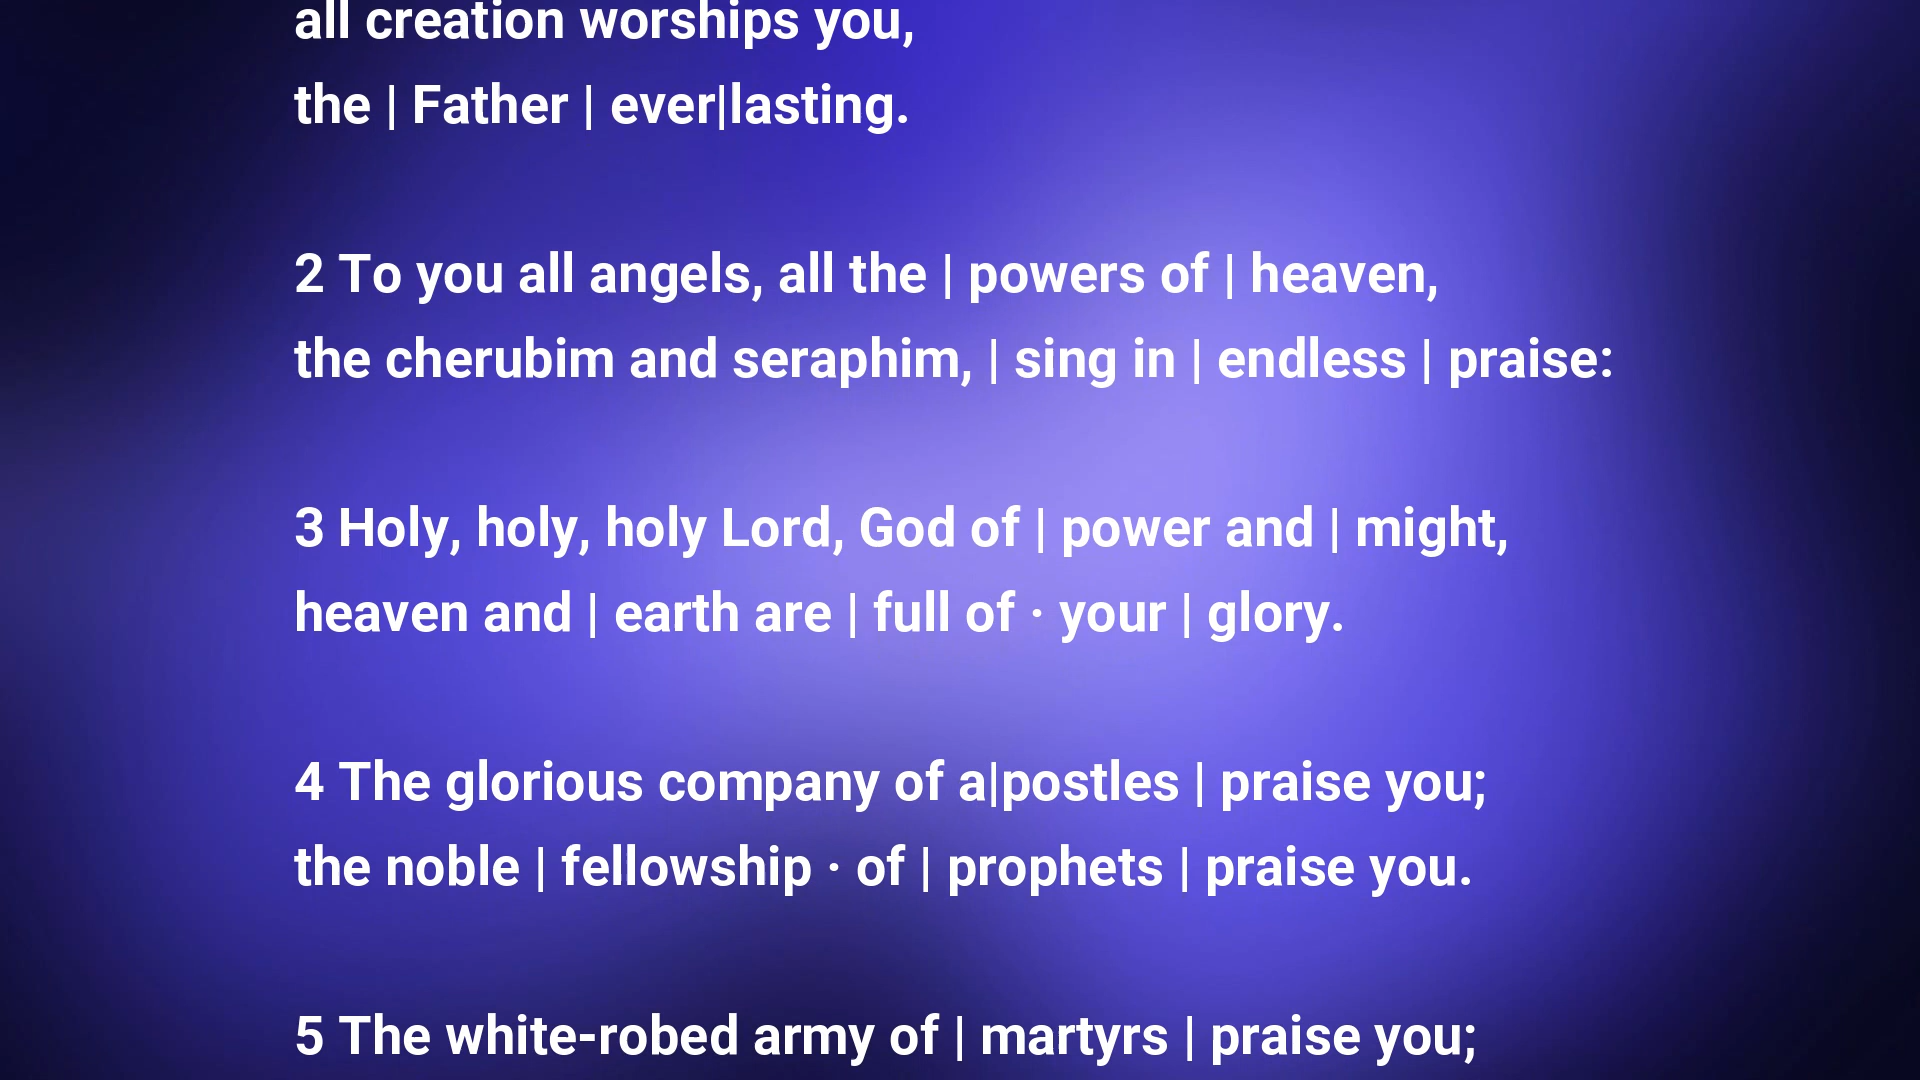 all creation worships you,
the | Father | ever|lasting.
2 To you all angels, all the | powers of | heaven,
the cherubim and seraphim, | sing in | endless | praise:
3 Holy, holy, holy Lord, God of | power and | might,
heaven and | earth are | full of · your | glory.
4 The glorious company of a|postles | praise you;
the noble | fellowship · of | prophets | praise you.
5 The white-robed army of | martyrs | praise you;